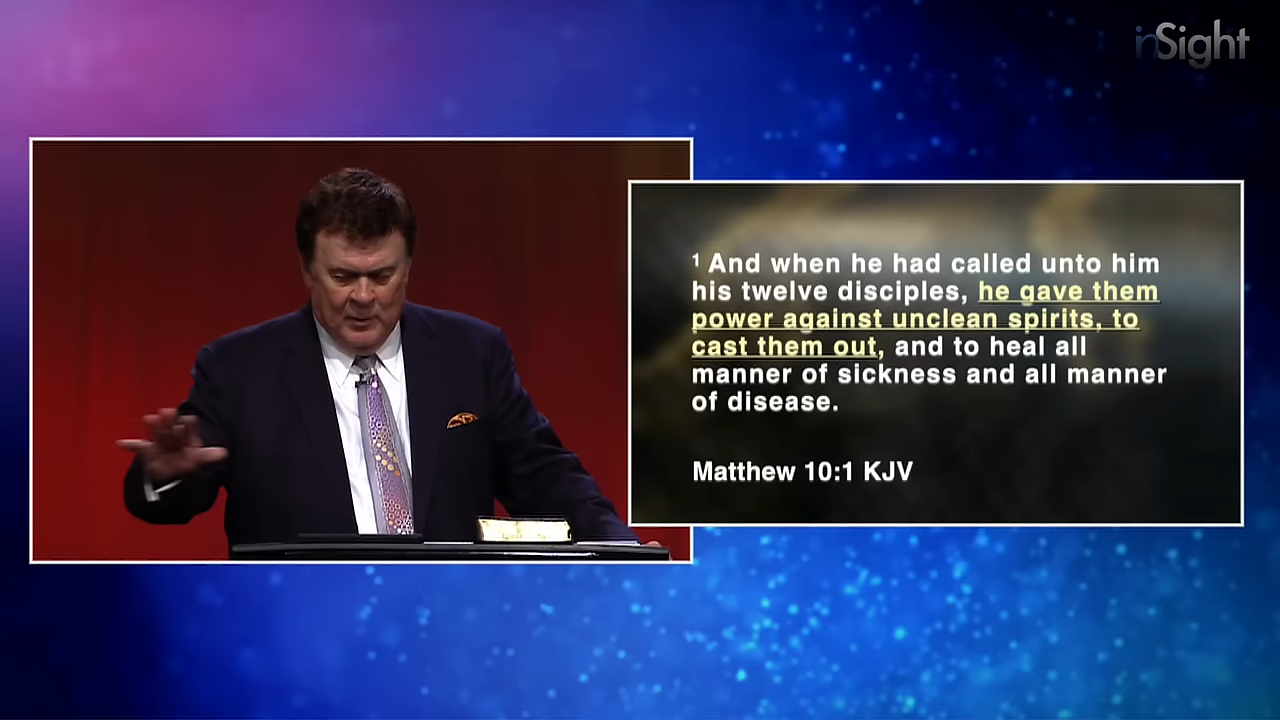 inSight
1 And when he had called unto him
his twelve disciples, he gave them
power against unclean spirits, to
cast them out, and to heal all
manner of sickness and all manner
of disease.
Matthew 10:1 KJV